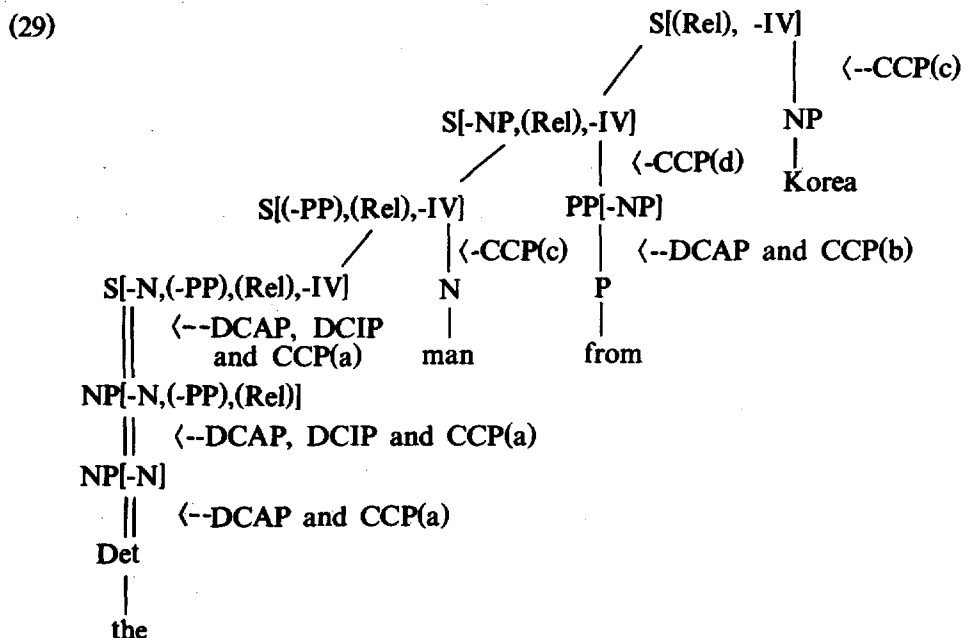 (29)
S[(Rel), -IV]
⟨--CCP(c)
S[-NP,(Rel),-IV]
NP
⟨-CCP(d)
Korea
S[(-PP),(Rel),-IV]
PP[-NP]
⟨-CCP(c)
⟨--DCAP and CCP(b)
S[-N,(-PP),(Rel),-IV]
N
P
⟨--DCAP, DCIP
and CCP(a)
man
from
NP[-N,(-PP),(Rel)]
⟨--DCAP, DCIP and CCP(a)
NP[-N]
⟨--DCAP and CCP(a)
Det
the